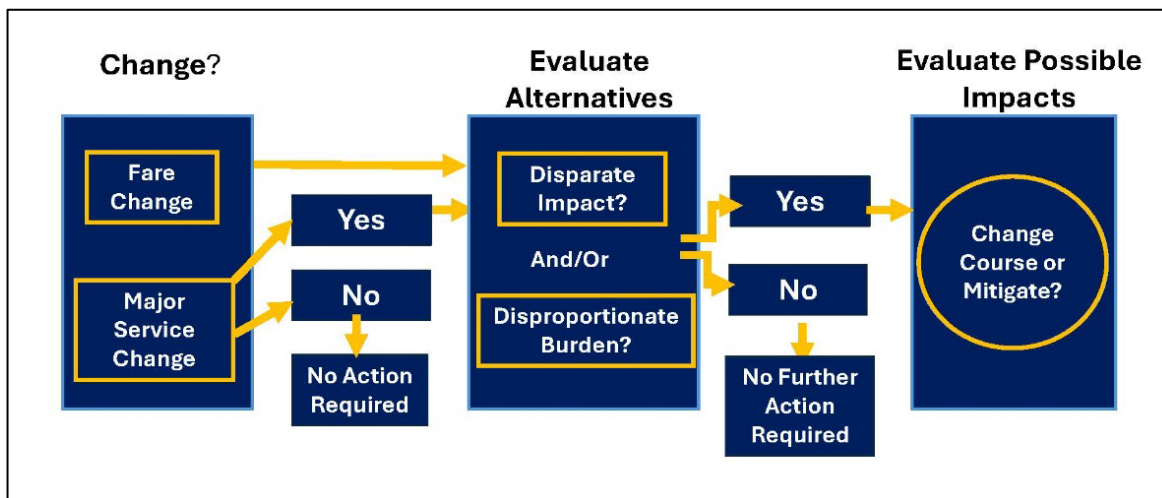 Change?
Fare
Change
Major
Service
Change
Yes
No
No Action
Required
Evaluate
Alternatives
Disparate
Impact?
And/Or
Disproportionate
Burden?
Yes
No
No Further
Action
Required
Evaluate Possible
Impacts
Change
Course or
Mitigate?